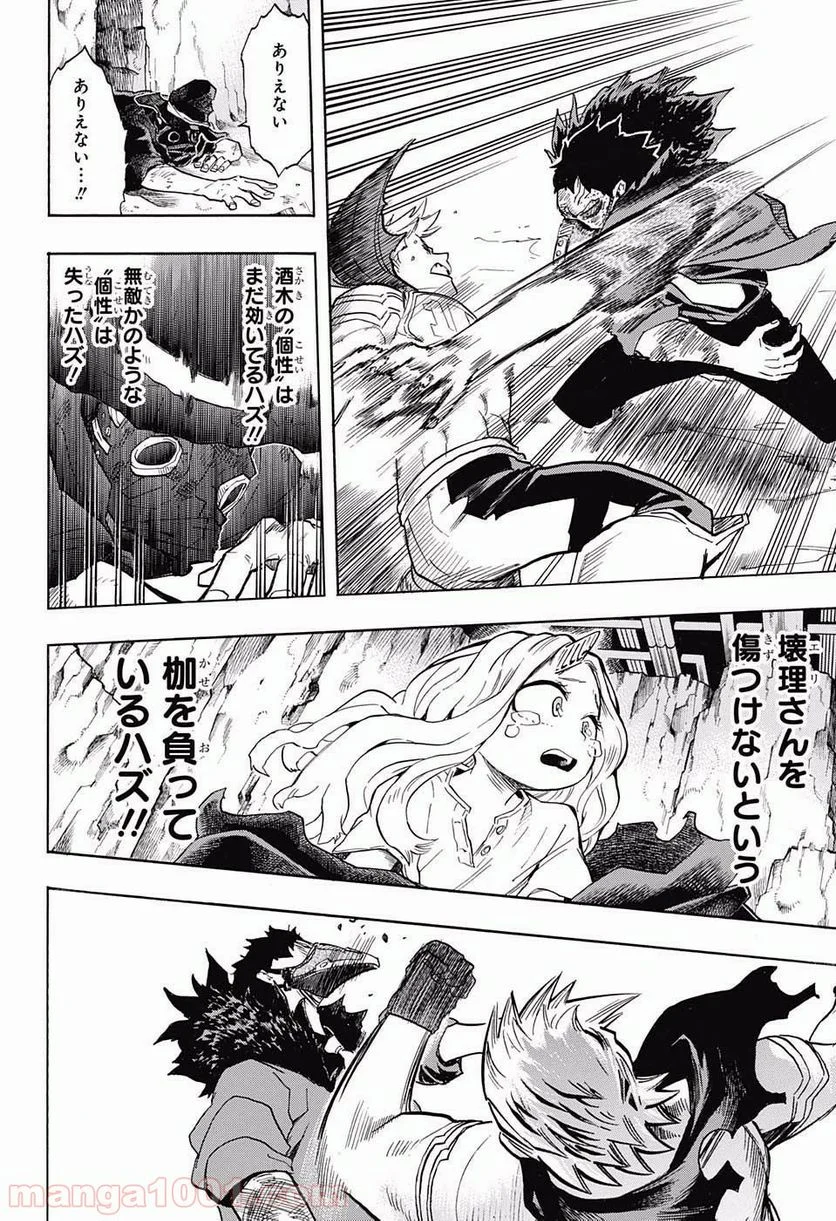 ありえない
ありえない…!!
酒木の"個性"は
まだ効いてるハズ!!
無敵かのような
"個性"は
失ったハズ!
壊理さんを
傷つけないという
枷を負って
いるハズ!!
manga1001.com